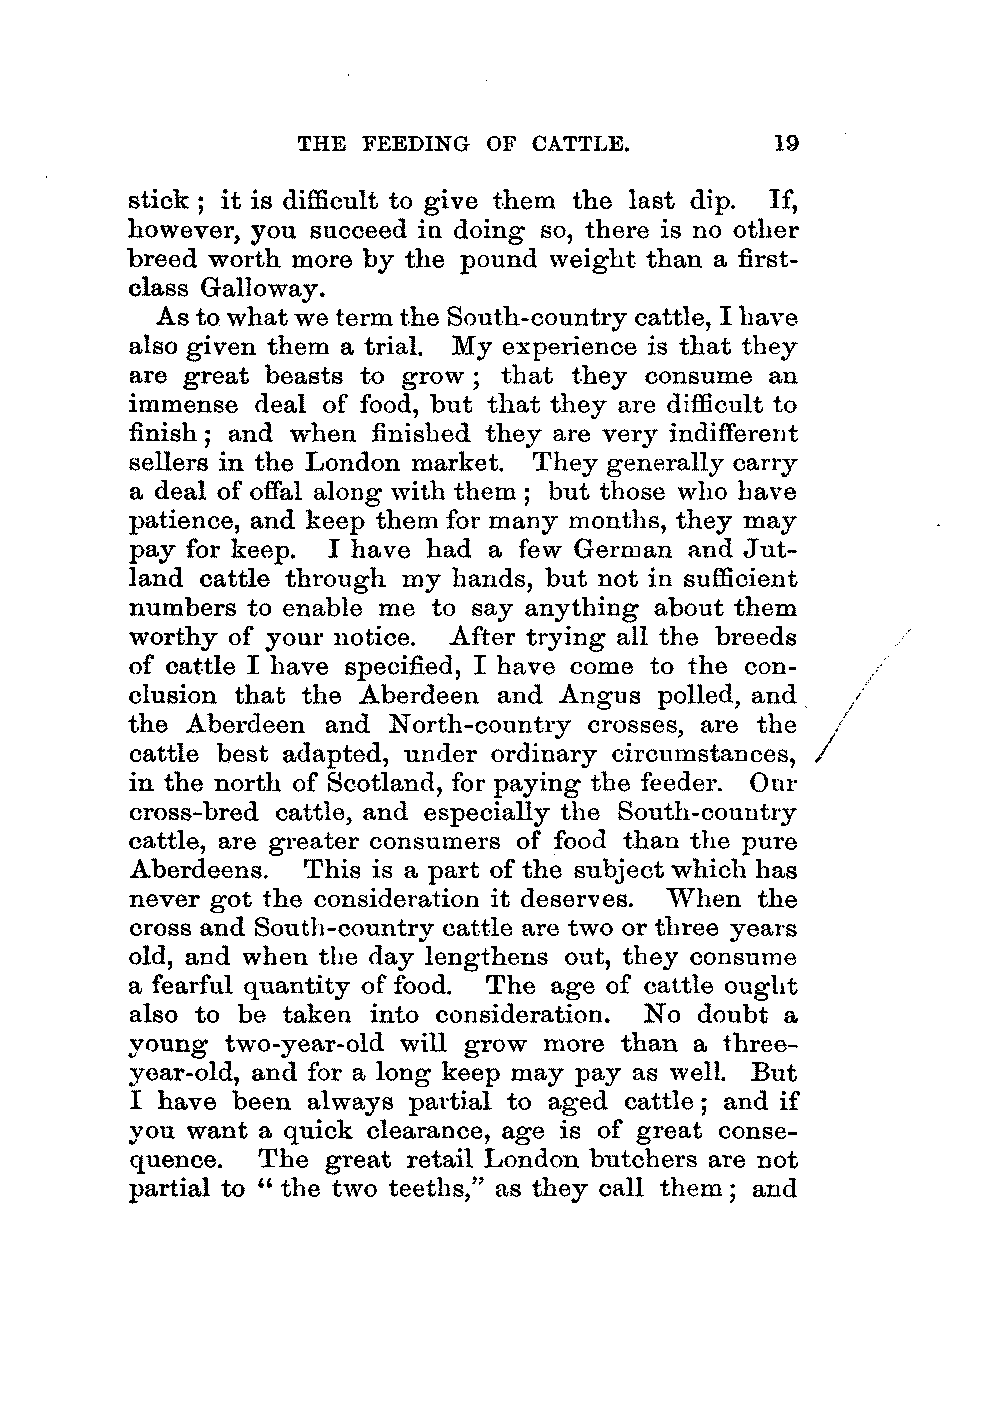 THE FEEDING OF CATTLE. 19
stick ; it is difficult to give them the last dip. If,
however, you succeed in doing so, there is no other
breed worth more by the pound weight than a first-
class Galloway.
As to what we term the South-country cattle, I have
also given them a trial. My experience is that they
are great beasts to grow ; that they consume an
immense deal of food, but that they are difficult to
finish ; and when finished they are very indifferent
sellers in the London market. They generally carry
a deal of offal along with them ; but those who have
patience, and keep them for many months, they may
pay for keep. I have had a few German and Jut-
land cattle through my hands, but not in sufficient
numbers to enable me to say anything about them
worthy of your notice. After trying all the breeds
of cattle I have specified, I have come to the con-
clusion that the Aberdeen and Angus polled, and
the Aberdeen and North-country crosses, are the
cattle best adapted, under ordinary circumstances,
in the north of Scotland, for paying the feeder. Our
cross-bred cattle, and especially the South-country
cattle, are greater consumers of food than the pure
Aberdeens. This is a part of the subject which has
never got the consideration it deserves. When the
cross and South-country cattle are two or three years
old, and when the day lengthens out, they consume
a fearful quantity of food. The age of cattle ought
also to be taken into consideration. No doubt a
young two-year-old will grow more than a three-
year-old, and for a long keep may pay as well. But
I have been always partial to aged cattle ; and if
you want a quick clearance, age is of great conse-
quence. The great retail London butchers are not
partial to “ the two teeths,” as they call them ; and